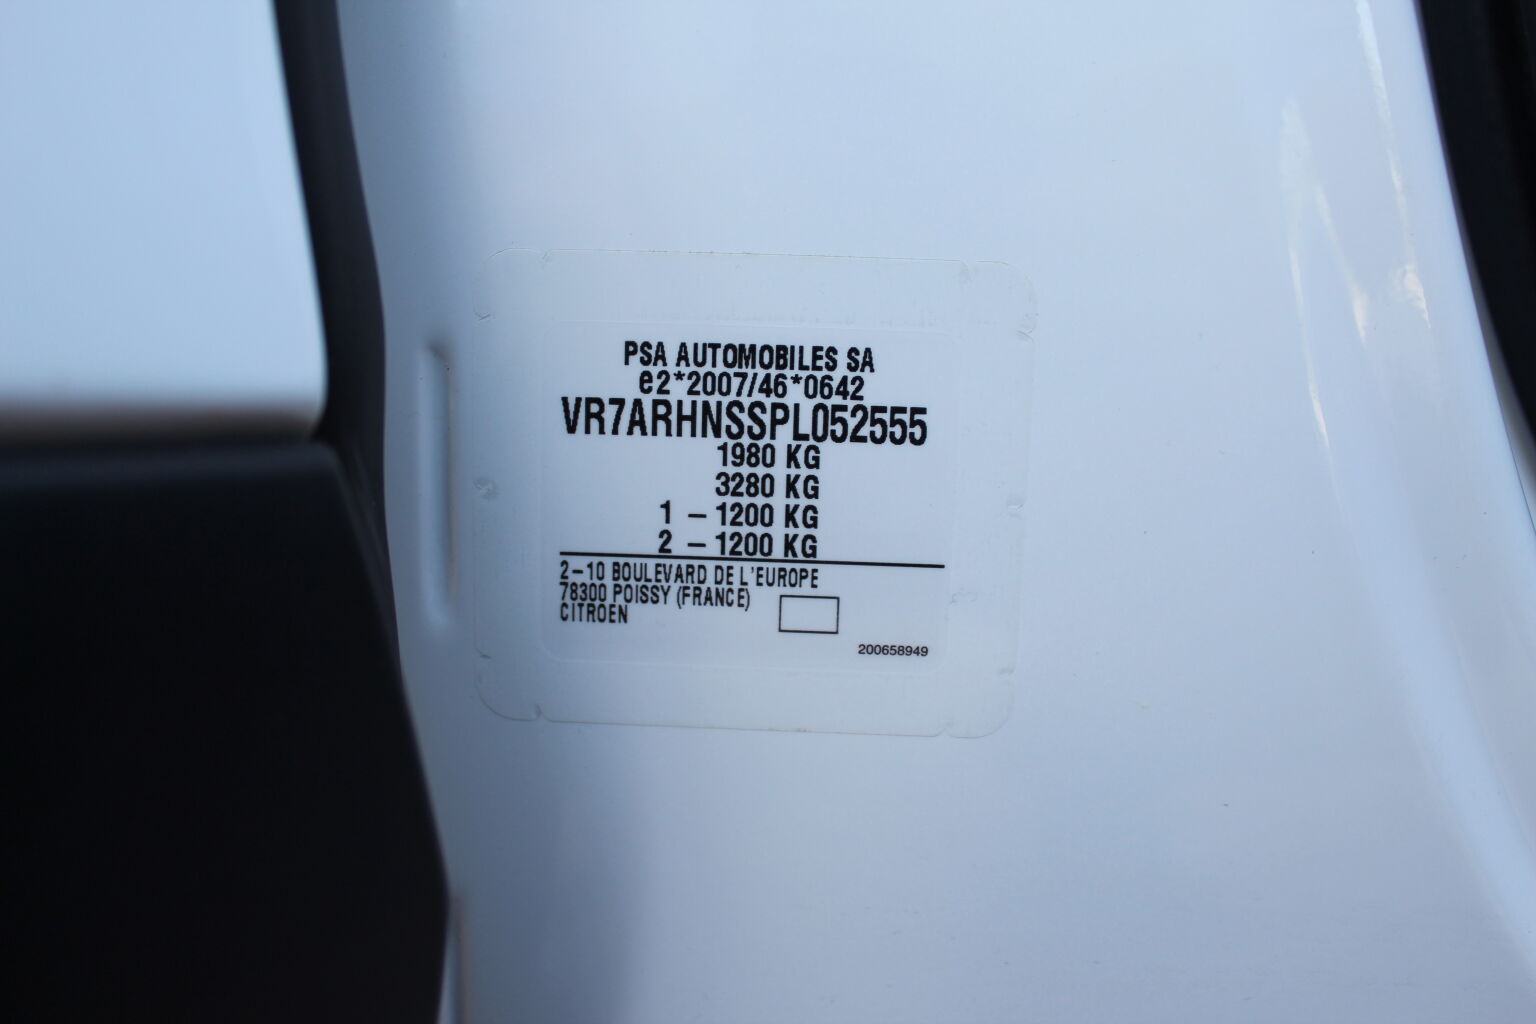 PSA AUTOMOBILES SA
e2*2007/46*0642
VR7ARHNSSPL052555
1980 KG
3280 KG
1 – 1200 KG
2 – 1200 KG
2–10 BOULEVARD DE L'EUROPE
78300 POISSY (FRANCE)
CITROEN
200658949